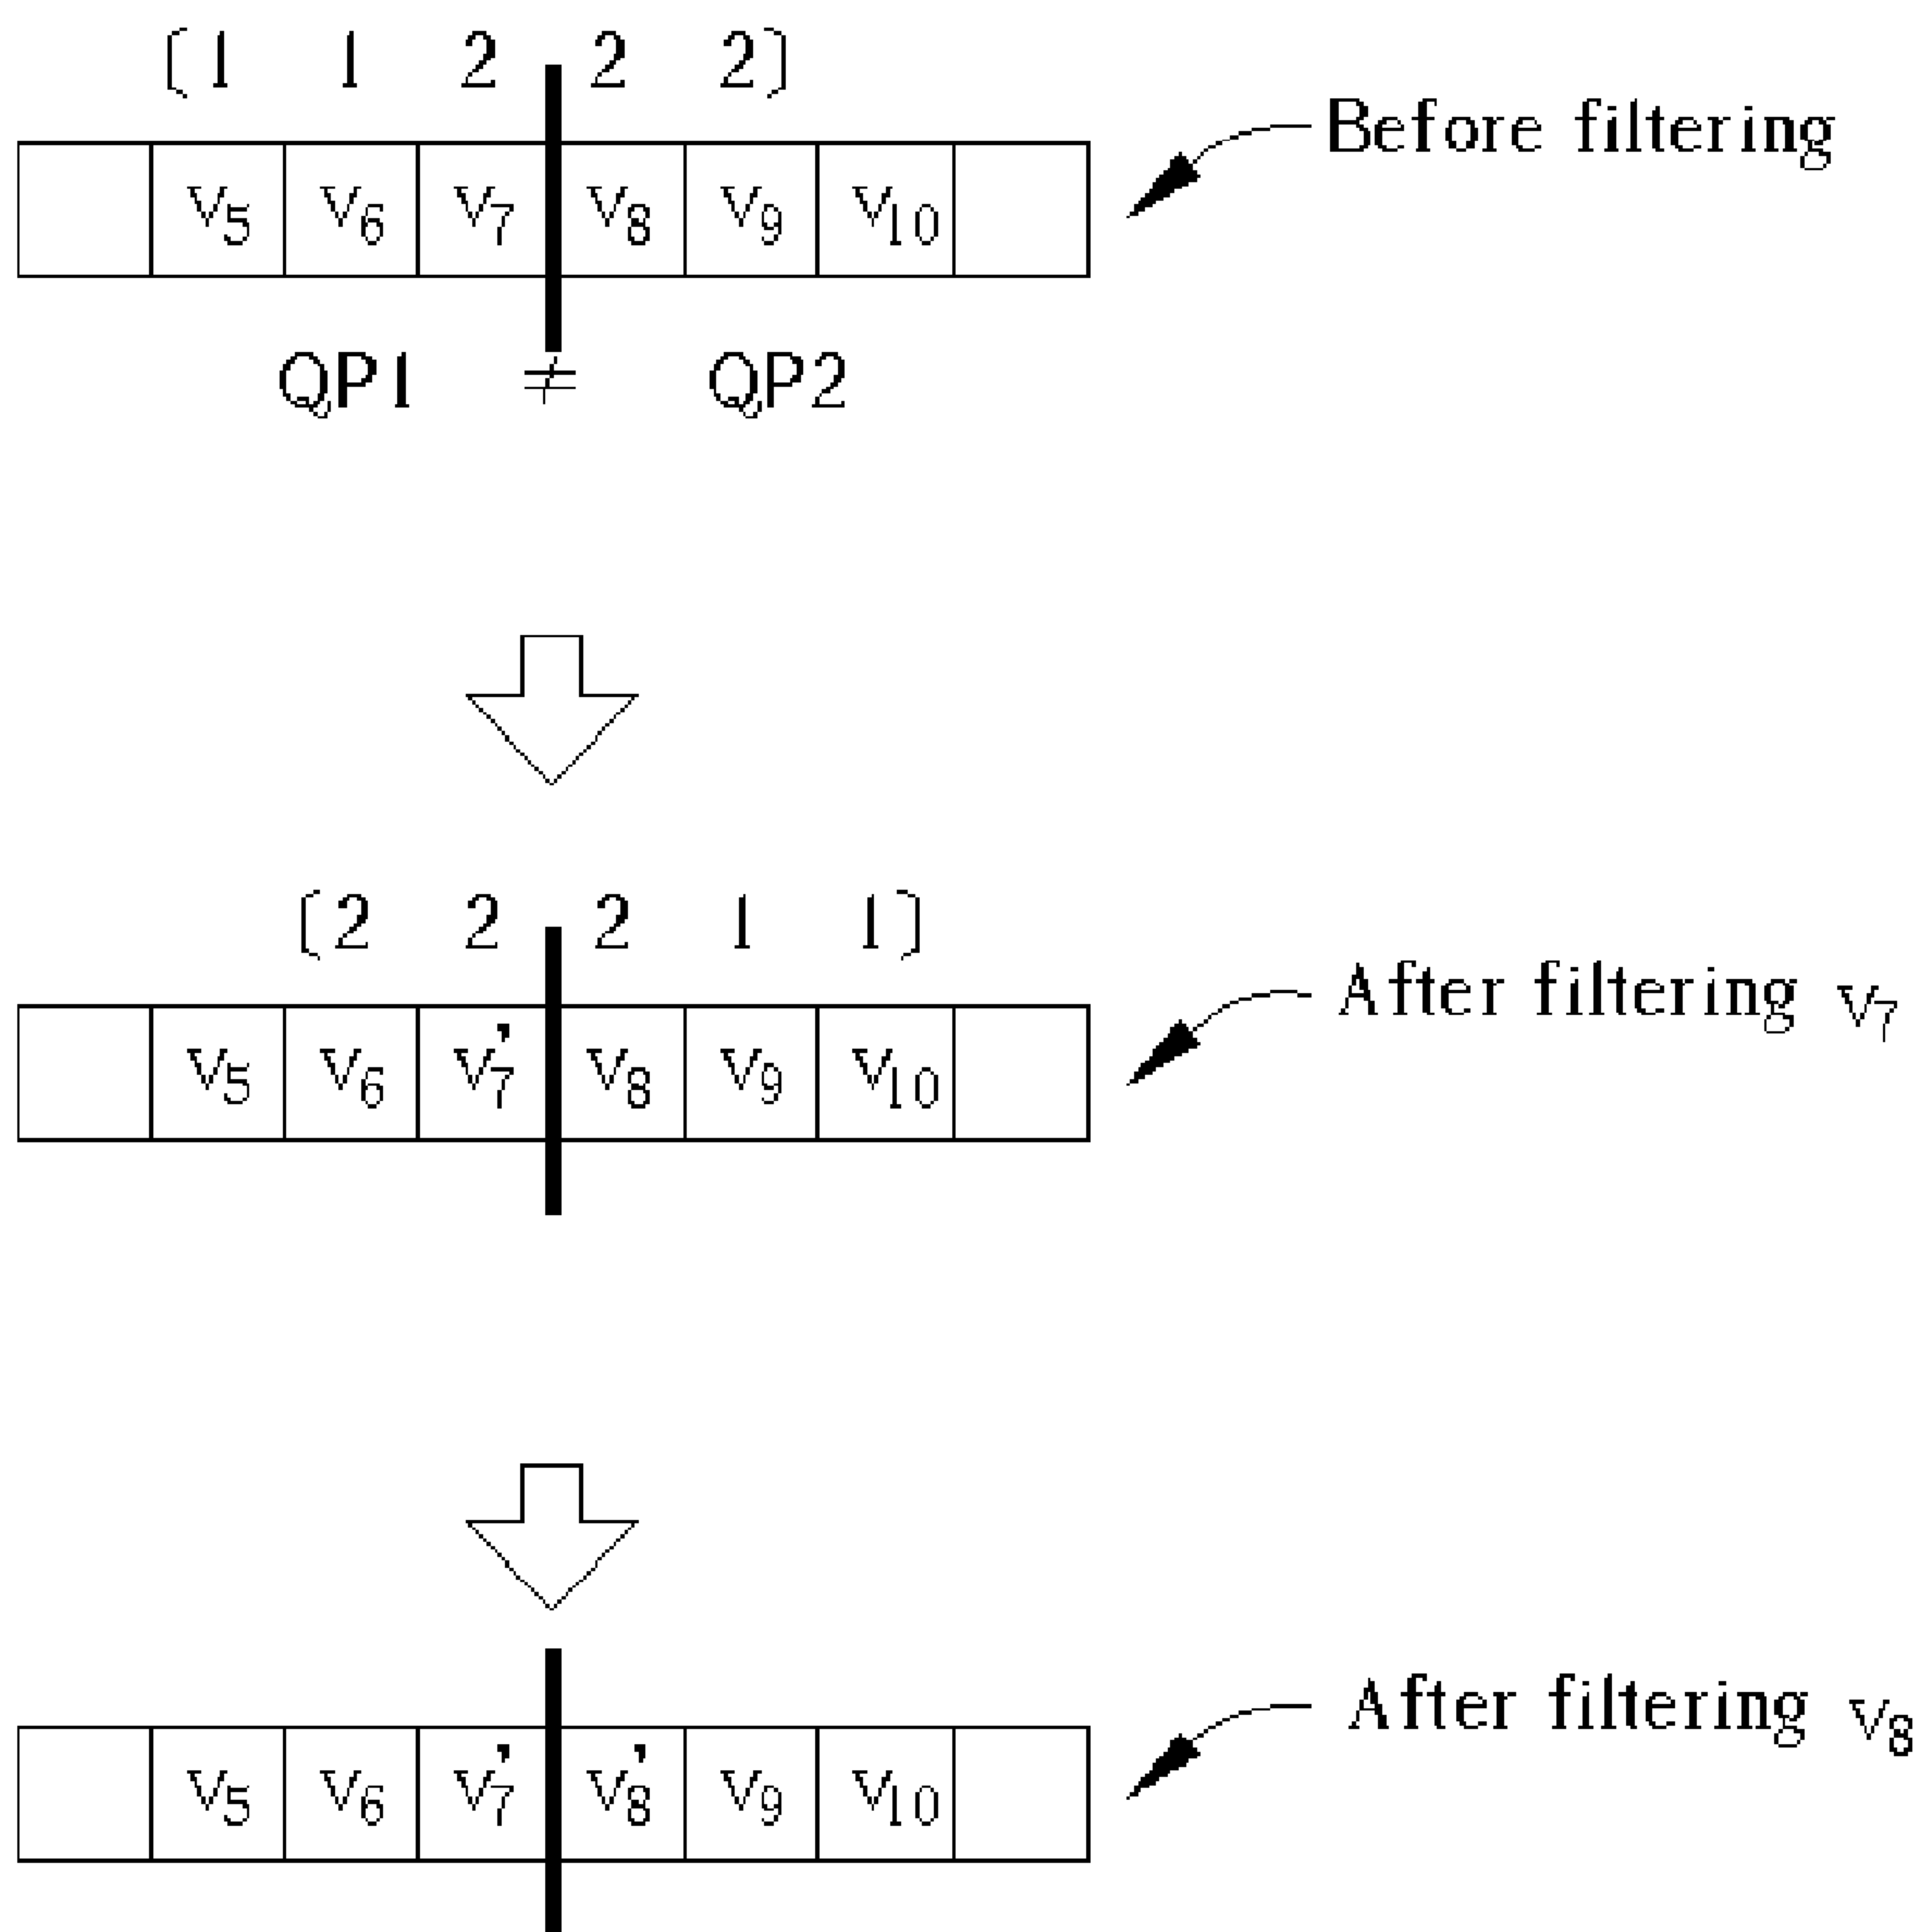 (1 1 2 2 2)
Before filtering
V5 V6 V7 V8 V9 V10
QP1 ≠ QP2
(2 2 2 1 1)
After filtering V7
V5 V6 V7' V8 V9 V10
After filtering V8
V5 V6 V7' V8' V9 V10